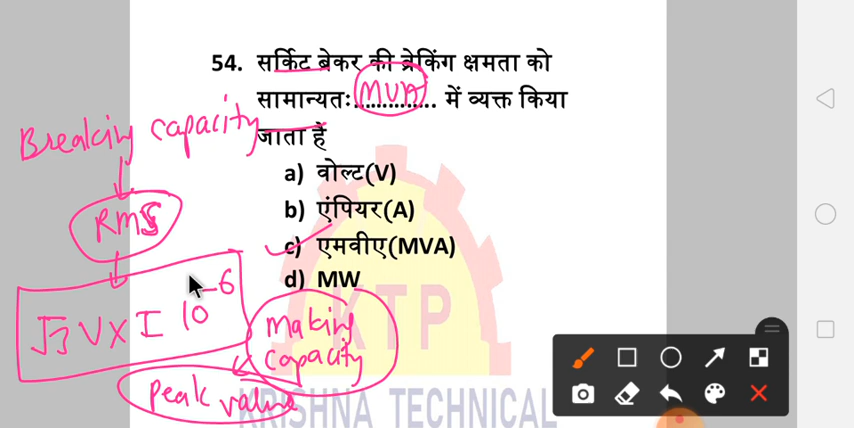 54. सर्किट ब्रेकर की ब्रेकिंग क्षमता को
सामान्यतः.............. में व्यक्त किया
जाता है
MVA
a) वोल्ट(V)
b) एंपियर(A)
c) एमवीए(MVA)
d) MW
Breaking capacity
RMS
√3 V x I 10^-6
making
capacity
peak value
KTP
KRISHNA TECHNICAL